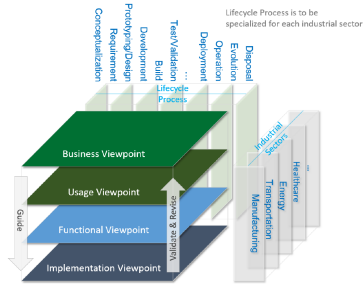 Lifecycle Process is to be
specialized for each industrial sector
Conceptualization
Requirement
Prototyping/Design
Development
Build
Test/Validation
...
Deployment
Operation
Evolution
Disposal
Lifecycle
Process
Business Viewpoint
Usage Viewpoint
Functional Viewpoint
Implementation Viewpoint
Guide
Validate & Revise
Industrial
Sectors
Manufacturing
Transportation
Energy
Healthcare
...